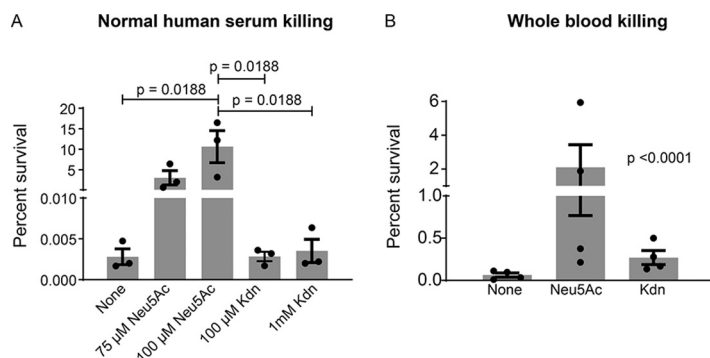 A
Normal human serum killing
p = 0.0188
p = 0.0188
p = 0.0188
Percent survival
20
15
10
5
0.010
0.005
0.000
None
75 µM Neu5Ac
100 µM Neu5Ac
100 µM Kdn
1mM Kdn
B
Whole blood killing
p <0.0001
Percent survival
6
4
2
1.0
0.5
0.0
None
Neu5Ac
Kdn